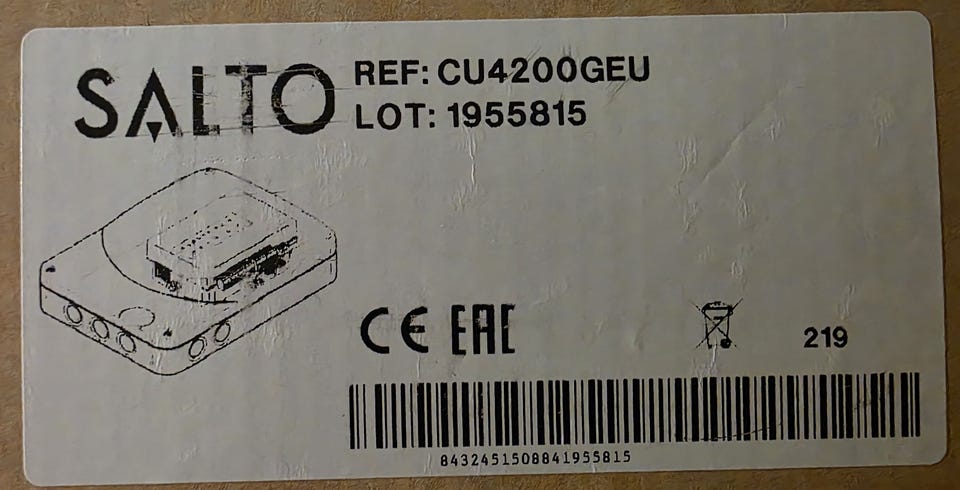 SALTO
REF: CU4200GEU
LOT: 1955815
CE EAC
219
8432451508841955815